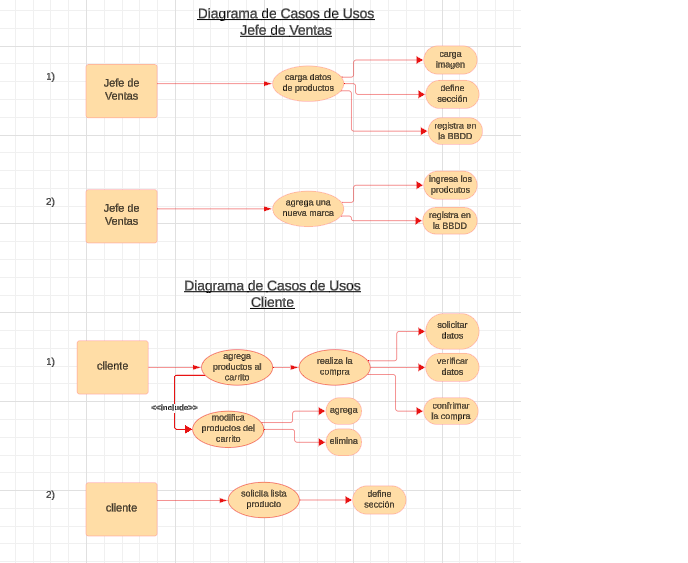 Diagrama de Casos de Usos
Jefe de Ventas
1)
Jefe de
Ventas
carga datos
de productos
carga
imagen
define
sección
registra en
la BBDD
2)
Jefe de
Ventas
agrega una
nueva marca
ingresa los
prodcutos
registra en
la BBDD
Diagrama de Casos de Usos
Cliente
1)
cliente
agrega
productos al
carrito
realiza la
compra
solicitar
datos
verificar
datos
confrimar
la compra
<<include>>
modifica
productos del
carrito
agrega
elimina
2)
cliente
solicita lista
producto
define
sección